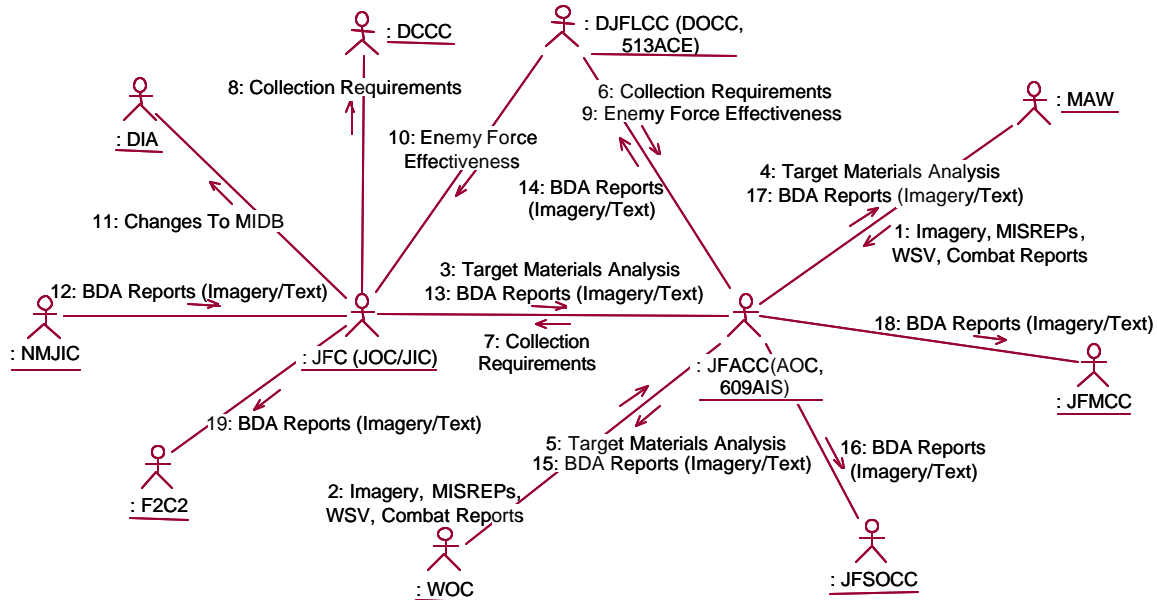 : DCCC
: DJFLCC (DOCC,
513ACE)
8: Collection Requirements
6: Collection Requirements
9: Enemy Force Effectiveness
: MAW
: DIA
10: Enemy Force
Effectiveness
4: Target Materials Analysis
17: BDA Reports (Imagery/Text)
14: BDA Reports
(Imagery/Text)
11: Changes To MIDB
1: Imagery, MISREPs,
WSV, Combat Reports
3: Target Materials Analysis
12: BDA Reports (Imagery/Text)
13: BDA Reports (Imagery/Text)
18: BDA Reports (Imagery/Text)
: NMJIC
: JFC (JOC/JIC)
7: Collection
Requirements
: JFACC(AOC,
609AIS)
: JFMCC
19: BDA Reports (Imagery/Text)
5: Target Materials Analysis
15: BDA Reports (Imagery/Text)
16: BDA Reports
(Imagery/Text)
: F2C2
2: Imagery, MISREPs,
WSV, Combat Reports
: WOC
: JFSOCC